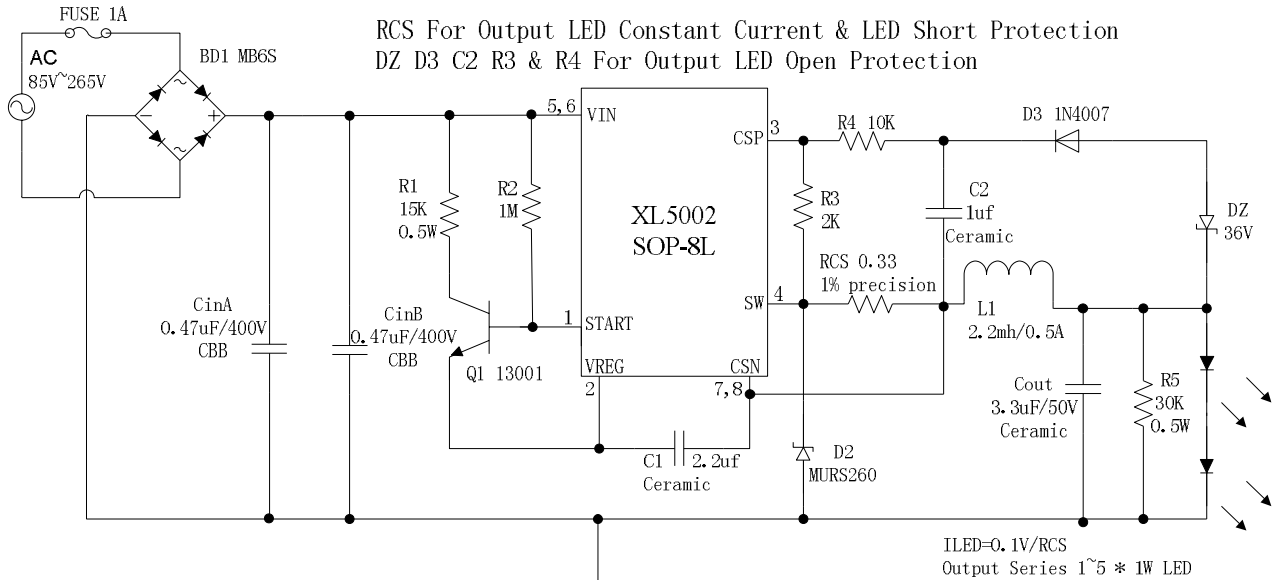 FUSE 1A
RCS For Output LED Constant Current & LED Short Protection
DZ D3 C2 R3 & R4 For Output LED Open Protection
AC
85V~265V
BD1 MB6S
~
~
-
+
5,6
VIN
CSP
3
R4 10K
D3 1N4007
R1
15K
0.5W
R2
1M
XL5002
SOP-8L
R3
2K
C2
1uf
Ceramic
DZ
36V
RCS 0.33
1% precision
SW
4
L1
2.2mh/0.5A
CinA
0.47uF/400V
CBB
CinB
0.47uF/400V
CBB
1
START
Q1 13001
VREG
2
CSN
7,8
Cout
3.3uF/50V
Ceramic
R5
30K
0.5W
C1
2.2uf
Ceramic
D2
MURS260
ILED=0.1V/RCS
Output Series 1~5 * 1W LED